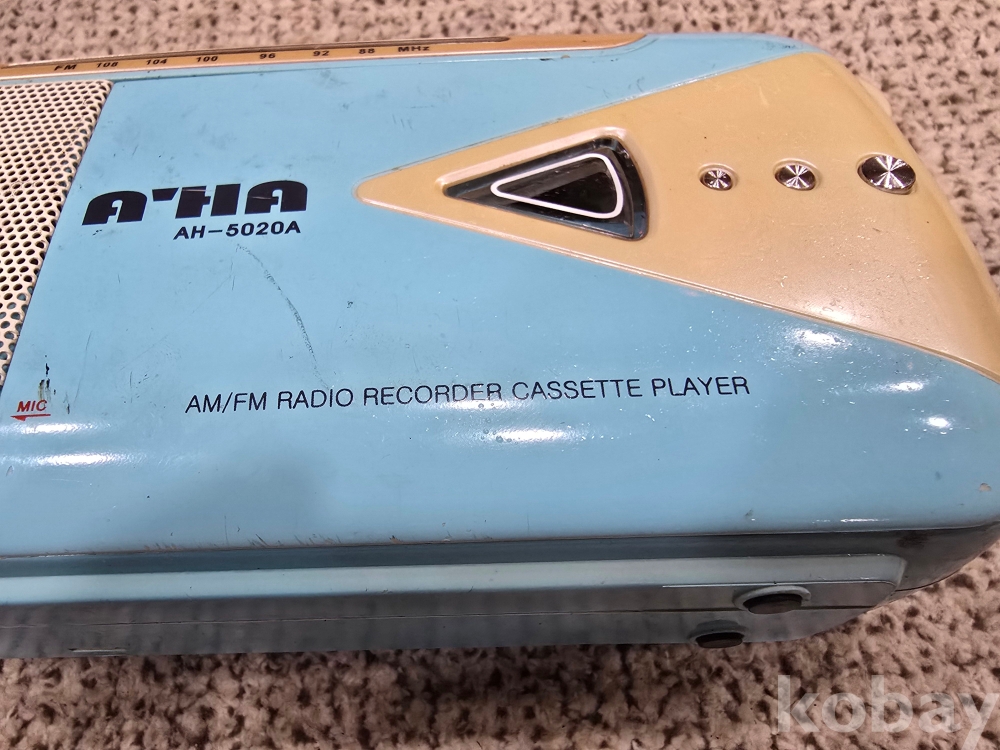 FM 108 104 100 96 92 88 MHz
A'HA
AH-5020A
MIC
AM/FM RADIO RECORDER CASSETTE PLAYER
kobay